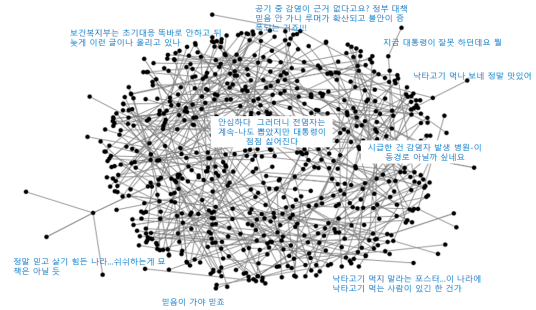 공기 중 감염이 근거 없다고요? 정부 대책
믿음 안 가니 루머가 확산되고 불안이 증
보건복지부는 초기대응 똑바로 안하고 뒤
늦게 이런 글이나 올리고 있나
지금 대통령이 잘못 하던데요 뭘
낙타고기 먹나 보네 정말 맛있어
안심하다 그러더니 전염자는
계속-나도 뽑았지만 대통령이
점점 싫어진다
시급한 건 감염자 발생 병원-이
동경로 아닐까 싶네요
정말 믿고 살기 힘든 나라...쉬쉬하는게 묘
책은 아닐 듯
낙타고기 먹지 말라는 포스터...이 나라에
낙타고기 먹는 사람이 있긴 한 건가
믿음이 가야 믿죠